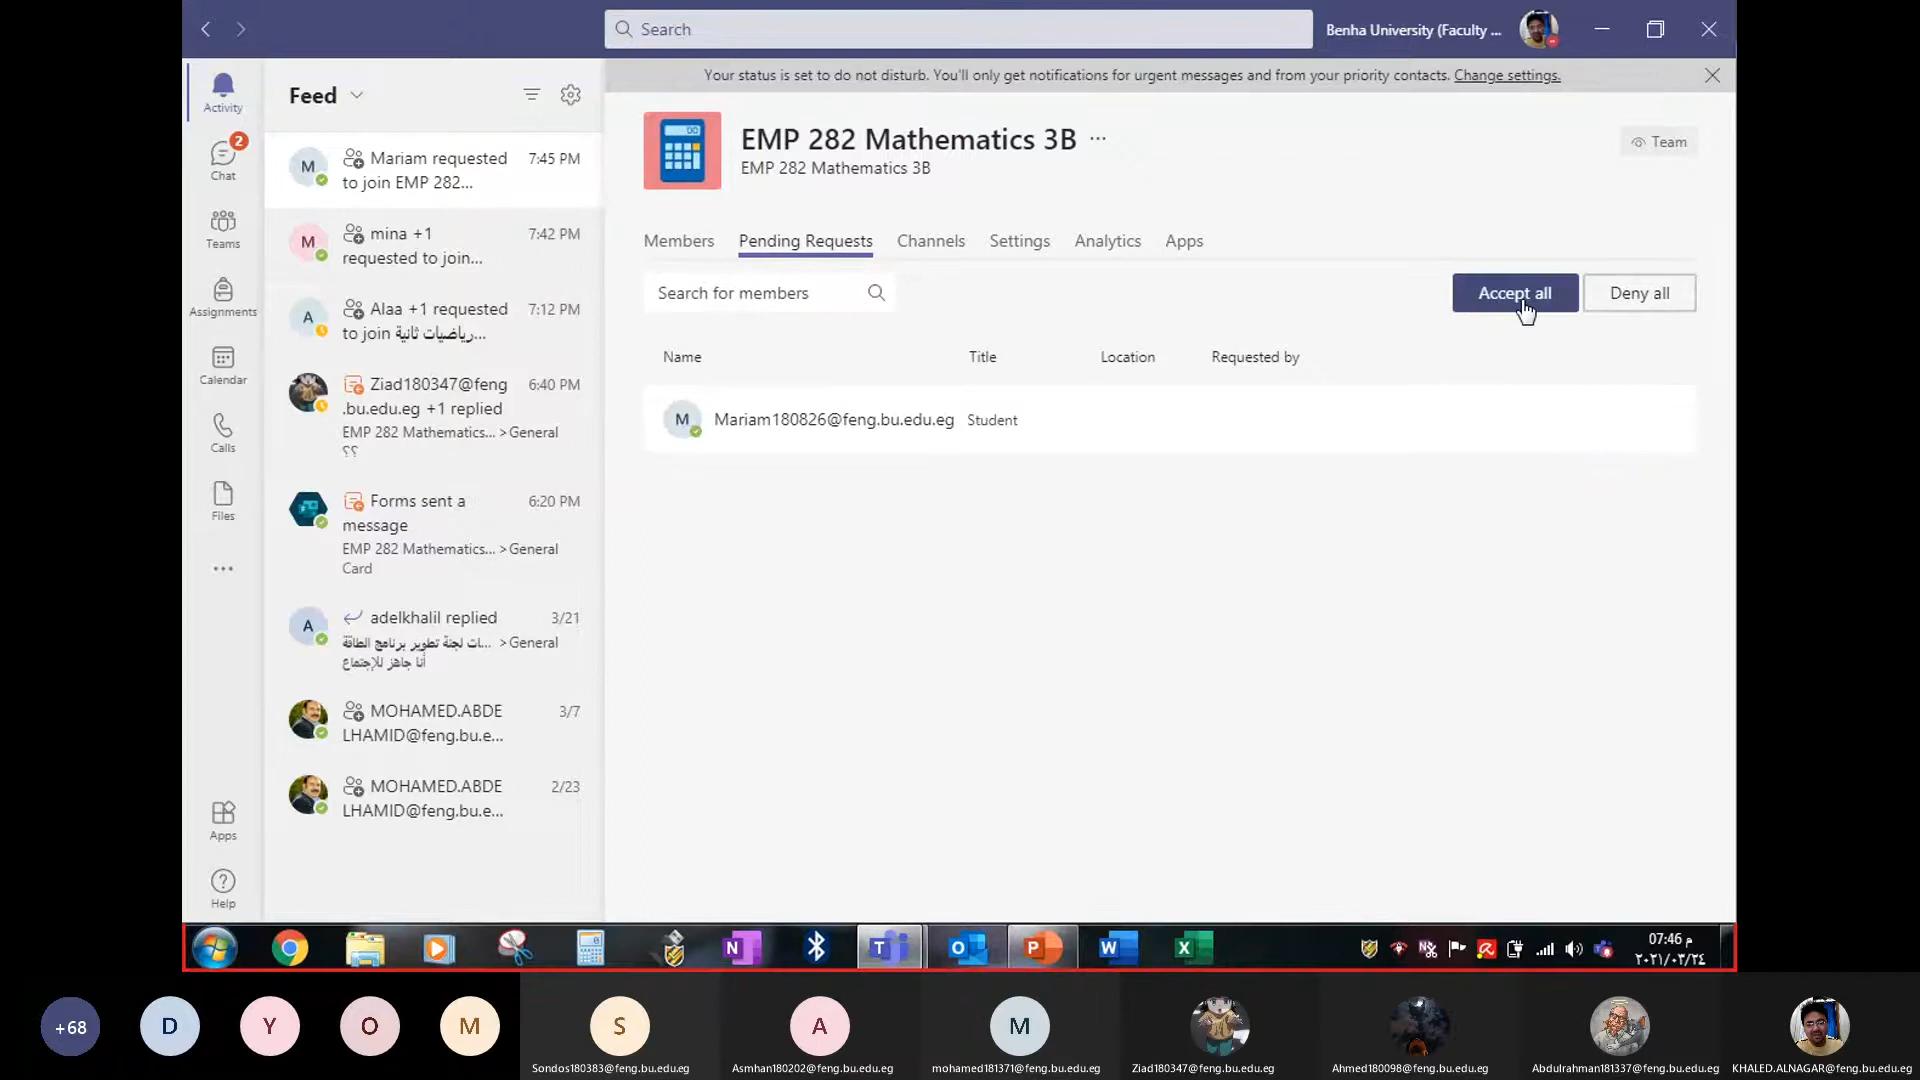 Search
Benha University (Faculty ...
Your status is set to do not disturb. You'll only get notifications for urgent messages and from your priority contacts. Change settings.
Activity
2
Chat
Teams
Assignments
Calendar
Calls
Files
Apps
Help
Feed
M
Mariam requested 7:45 PM
to join EMP 282...
M
mina +1 7:42 PM
requested to join...
A
Alaa +1 requested 7:12 PM
to join رياضيات ثانية...
Ziad180347@feng 6:40 PM
.bu.edu.eg +1 replied
EMP 282 Mathematics... > General
؟؟
Forms sent a 6:20 PM
message
EMP 282 Mathematics... > General
Card
A
adelkhalil replied 3/21
...ات لجنة تطوير برنامج الطاقة > General
أنا جاهز للإجتماع
MOHAMED.ABDE 3/7
LHAMID@feng.bu.e...
MOHAMED.ABDE 2/23
LHAMID@feng.bu.e...
EMP 282 Mathematics 3B ...
EMP 282 Mathematics 3B
Team
Members Pending Requests Channels Settings Analytics Apps
Search for members
Accept all Deny all
Name Title Location Requested by
M Mariam180826@feng.bu.edu.eg Student
07:46 م
٢٠٢١/٠٣/٢٤
+68 D Y O M S A M
Sondos180383@feng.bu.edu.eg
Asmhan180202@feng.bu.edu.eg
mohamed181371@feng.bu.edu.eg
Ziad180347@feng.bu.edu.eg
Ahmed180098@feng.bu.edu.eg
Abdulrahman181337@feng.bu.edu.eg
KHALED.ALNAGAR@feng.bu.edu.eg